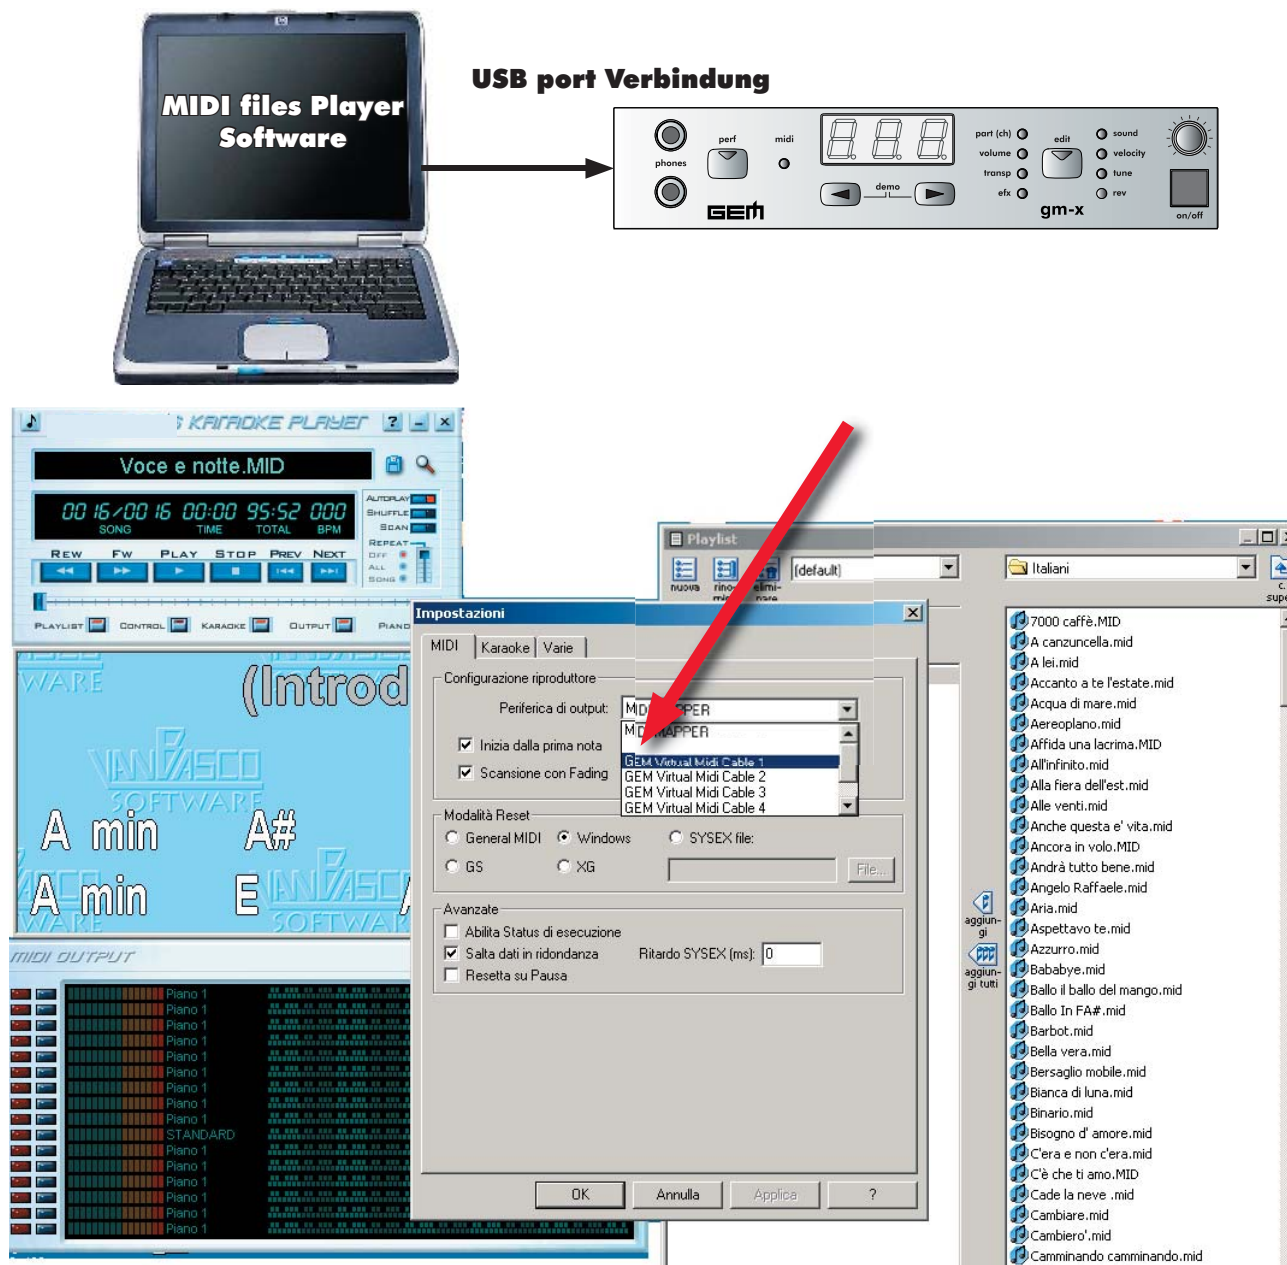 MIDI files Player
Software
USB port Verbindung
phones
perf
midi
demo
part (ch)
volume
transp
efx
edit
sound
velocity
tune
rev
GEM
gm-x
on/off
KARAOKE PLAYER
?
Voce e notte.MID
0016/0016 00:00 95:52 000
SONG TIME TOTAL BPM
AUTOPLAY
SHUFFLE
SCAN
REPEAT
OFF
ALL
SONG
REW FW PLAY STOP PREV NEXT
PLAYLIST CONTROL KARAOKE OUTPUT PIANO
WARE
(Introd
VANBASCO
SOFTWARE
A min A#
A min E
MIDI OUTPUT
Piano 1
Piano 1
Piano 1
Piano 1
Piano 1
Piano 1
Piano 1
Piano 1
Piano 1
STANDARD
Piano 1
Piano 1
Piano 1
Piano 1
Piano 1
Piano 1
Impostazioni
MIDI Karaoke Varie
Configurazione riproduttore
Periferica di output:
MIDI MAPPER
MIDI MAPPER
GEM Virtual Midi Cable 1
GEM Virtual Midi Cable 2
GEM Virtual Midi Cable 3
GEM Virtual Midi Cable 4
Inizia dalla prima nota
Scansione con Fading
Modalità Reset
General MIDI Windows SYSEX file:
GS XG File...
Avanzate
Abilita Status di esecuzione
Salta dati in ridondanza Ritardo SYSEX (ms): 0
Resetta su Pausa
OK Annulla Applica ?
Playlist
nuova
(default)
Italiani
aggiun-
gi
aggiun-
gi tutti
7000 caffè.MID
A canzuncella.mid
A lei.mid
Accanto a te l'estate.mid
Acqua di mare.mid
Aereoplano.mid
Affida una lacrima.MID
All'infinito.mid
Alla fiera dell'est.mid
Alle venti.mid
Anche questa e' vita.mid
Ancora in volo.MID
Andrà tutto bene.mid
Angelo Raffaele.mid
Aria.mid
Aspettavo te.mid
Azzurro.mid
Bababye.mid
Ballo il ballo del mango.mid
Ballo In FA#.mid
Barbot.mid
Bella vera.mid
Bersaglio mobile.mid
Bianca di luna.mid
Binario.mid
Bisogno d' amore.mid
C'era e non c'era.mid
C'è che ti amo.MID
Cade la neve .mid
Cambiare.mid
Cambiero'.mid
Camminando camminando.mid